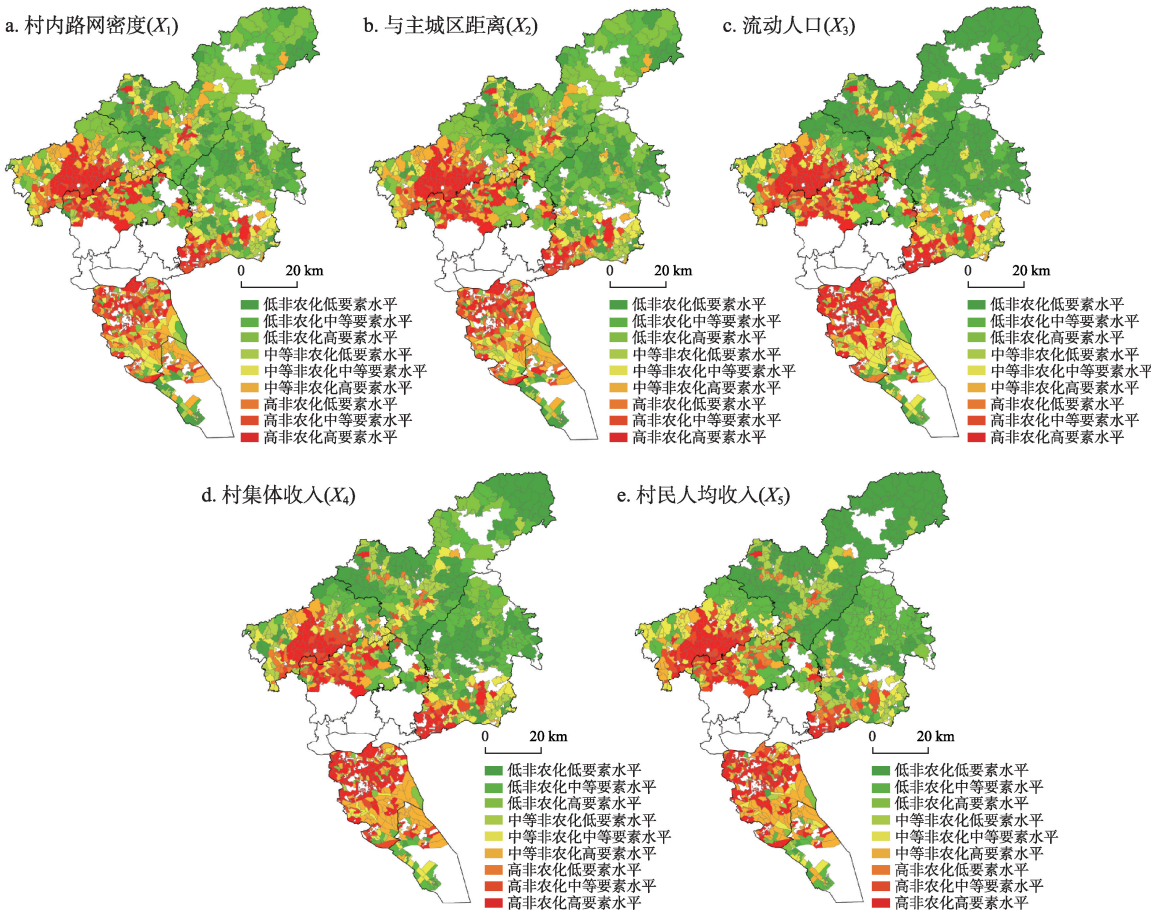 a. 村内路网密度(X₁)
b. 与主城区距离(X₂)
c. 流动人口(X₃)
0 20 km
0 20 km
0 20 km
低非农化低要素水平
低非农化中等要素水平
低非农化高要素水平
中等非农化低要素水平
中等非农化中等要素水平
中等非农化高要素水平
高非农化低要素水平
高非农化中等要素水平
高非农化高要素水平
低非农化低要素水平
低非农化中等要素水平
低非农化高要素水平
中等非农化低要素水平
中等非农化中等要素水平
中等非农化高要素水平
高非农化低要素水平
高非农化中等要素水平
高非农化高要素水平
低非农化低要素水平
低非农化中等要素水平
低非农化高要素水平
中等非农化低要素水平
中等非农化中等要素水平
中等非农化高要素水平
高非农化低要素水平
高非农化中等要素水平
高非农化高要素水平
d. 村集体收入(X₄)
e. 村民人均收入(X₅)
0 20 km
0 20 km
低非农化低要素水平
低非农化中等要素水平
低非农化高要素水平
中等非农化低要素水平
中等非农化中等要素水平
中等非农化高要素水平
高非农化低要素水平
高非农化中等要素水平
高非农化高要素水平
低非农化低要素水平
低非农化中等要素水平
低非农化高要素水平
中等非农化低要素水平
中等非农化中等要素水平
中等非农化高要素水平
高非农化低要素水平
高非农化中等要素水平
高非农化高要素水平